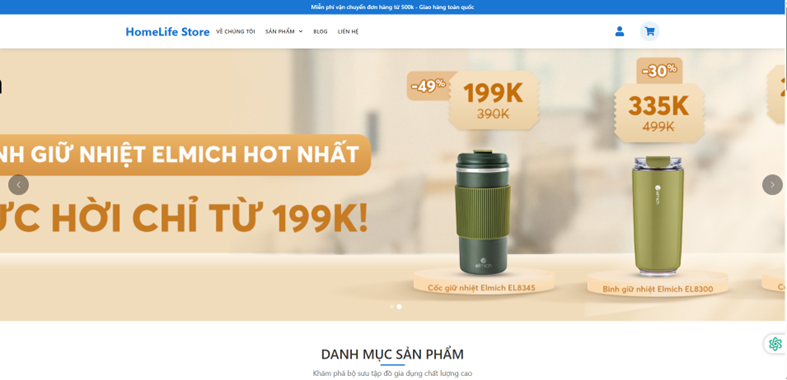 Miễn phí vận chuyển đơn hàng từ 500k - Giao hàng toàn quốc
HomeLife Store
VỀ CHÚNG TÔI
SẢN PHẨM
BLOG
LIÊN HỆ
-49%
199K
390K
-30%
335K
499K
NH GIỮ NHIỆT ELMICH HOT NHẤT
ỰC HỜI CHỈ TỪ 199K!
Cốc giữ nhiệt Elmich EL8345
Bình giữ nhiệt Elmich EL8300
DANH MỤC SẢN PHẨM
Khám phá bộ sưu tập đồ gia dụng chất lượng cao